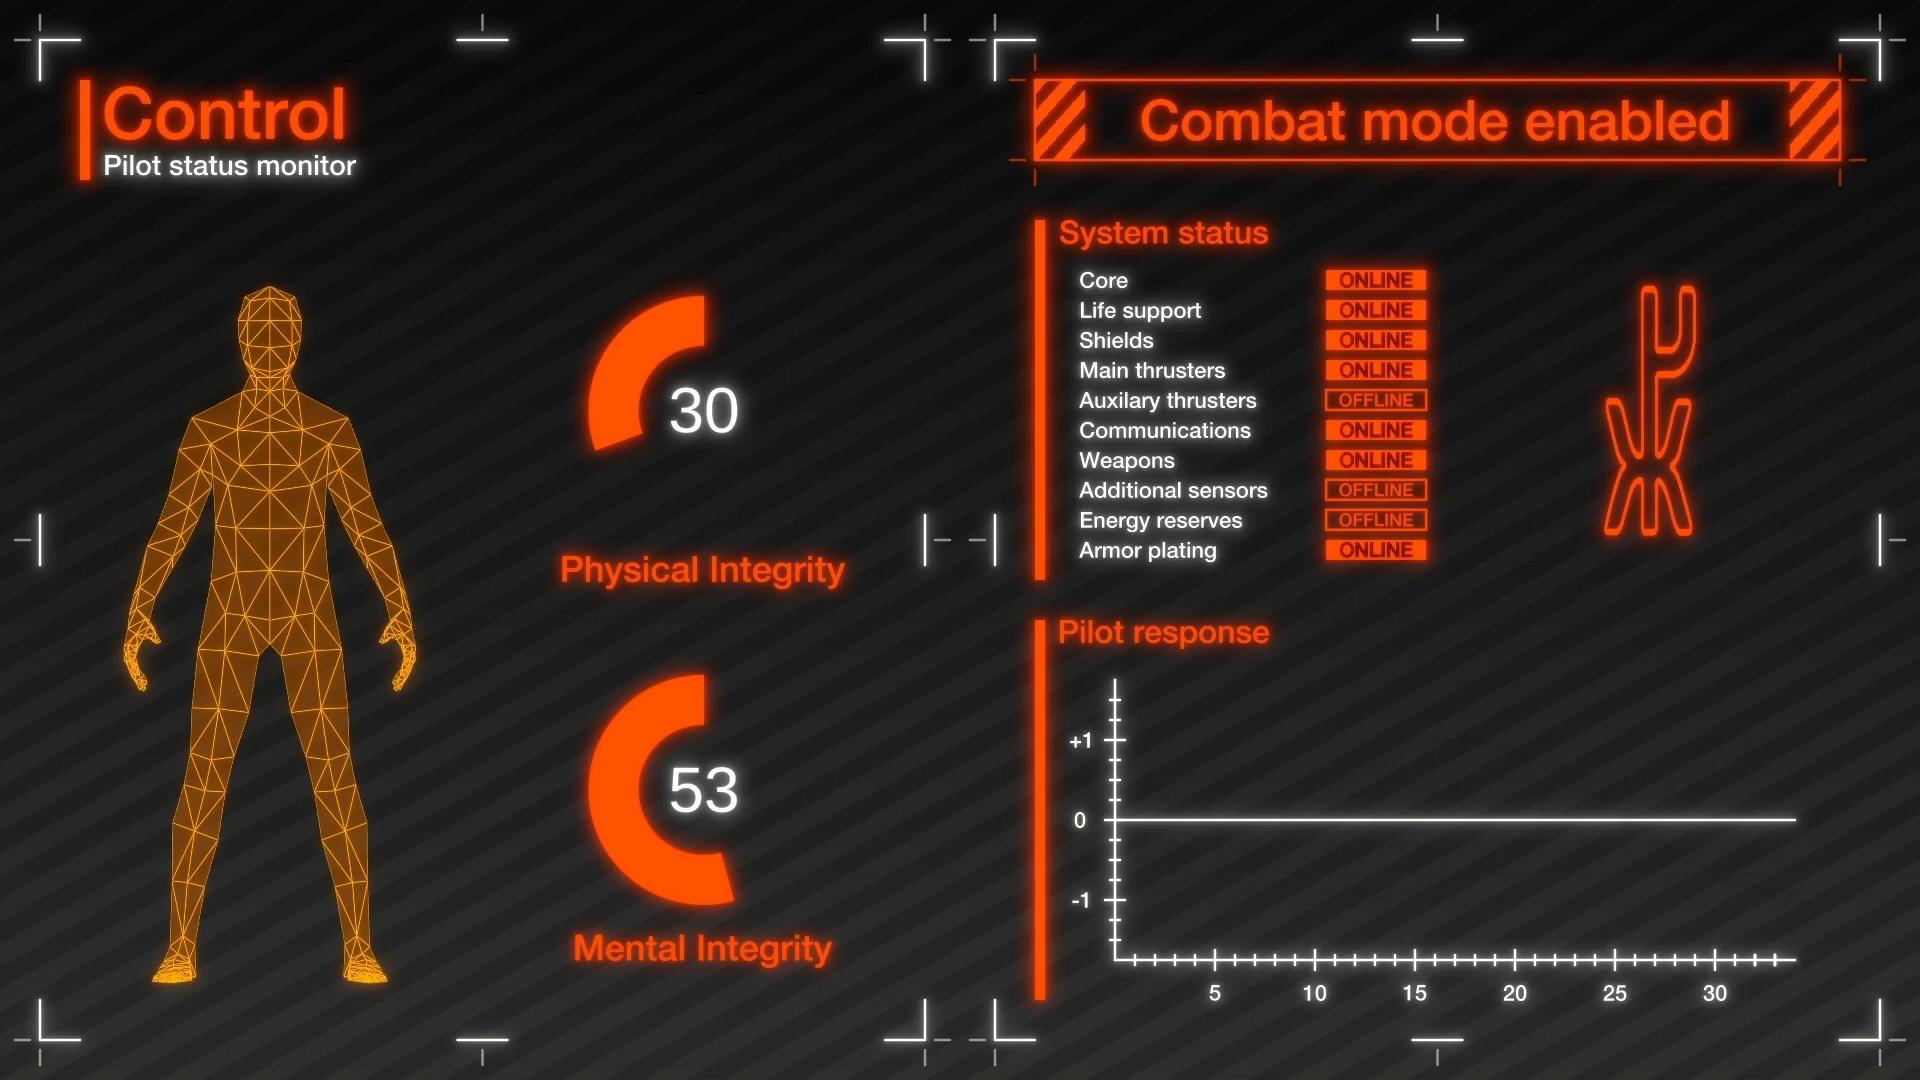 Control
Pilot status monitor
30
Physical Integrity
53
Mental Integrity
Combat mode enabled
System status
Core ONLINE
Life support ONLINE
Shields ONLINE
Main thrusters ONLINE
Auxilary thrusters OFFLINE
Communications ONLINE
Weapons ONLINE
Additional sensors OFFLINE
Energy reserves OFFLINE
Armor plating ONLINE
Pilot response
+1
0
-1
5 10 15 20 25 30